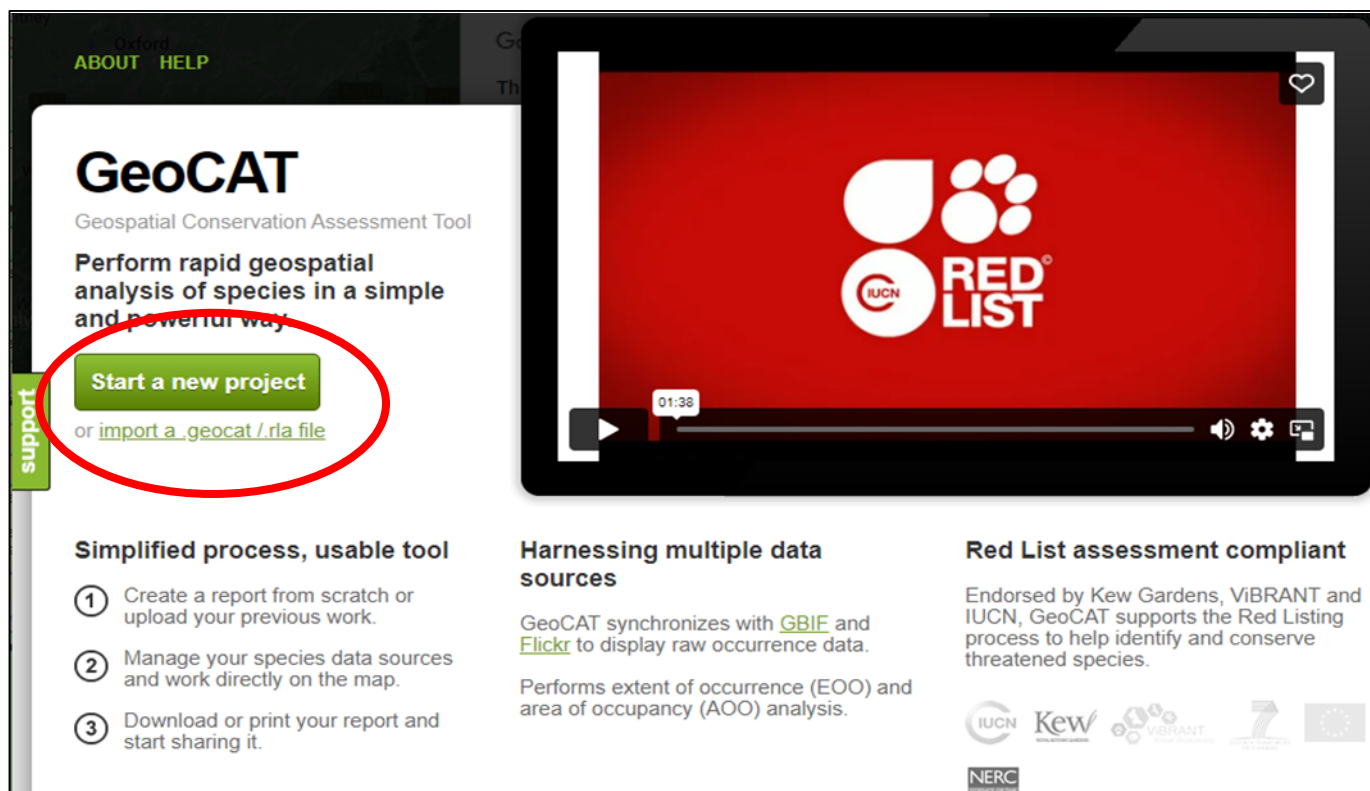 Oxford
ABOUT HELP
GeoCAT
Geospatial Conservation Assessment Tool
Perform rapid geospatial
analysis of species in a simple
and powerful way.
Start a new project
or import a .geocat /.rla file
support
IUCN
RED
LIST
©
01:38
Simplified process, usable tool
1 Create a report from scratch or
upload your previous work.
2 Manage your species data sources
and work directly on the map.
3 Download or print your report and
start sharing it.
Harnessing multiple data
sources
GeoCAT synchronizes with GBIF and
Flickr to display raw occurrence data.
Performs extent of occurrence (EOO) and
area of occupancy (AOO) analysis.
Red List assessment compliant
Endorsed by Kew Gardens, ViBRANT and
IUCN, GeoCAT supports the Red Listing
process to help identify and conserve
threatened species.
IUCN Kew ViBRANT 7
NERC